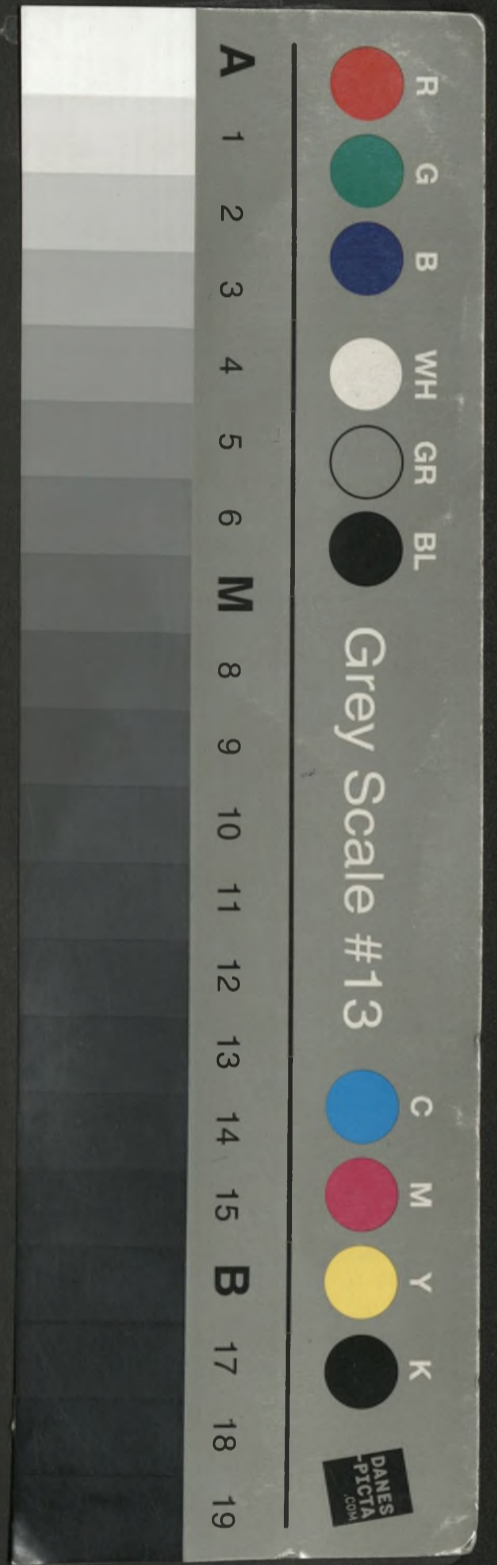 R G B WH GR BL Grey Scale #13 C M Y K
DANES
-PICTA
.COM
A 1 2 3 4 5 6 M 8 9 10 11 12 13 14 15 B 17 18 19